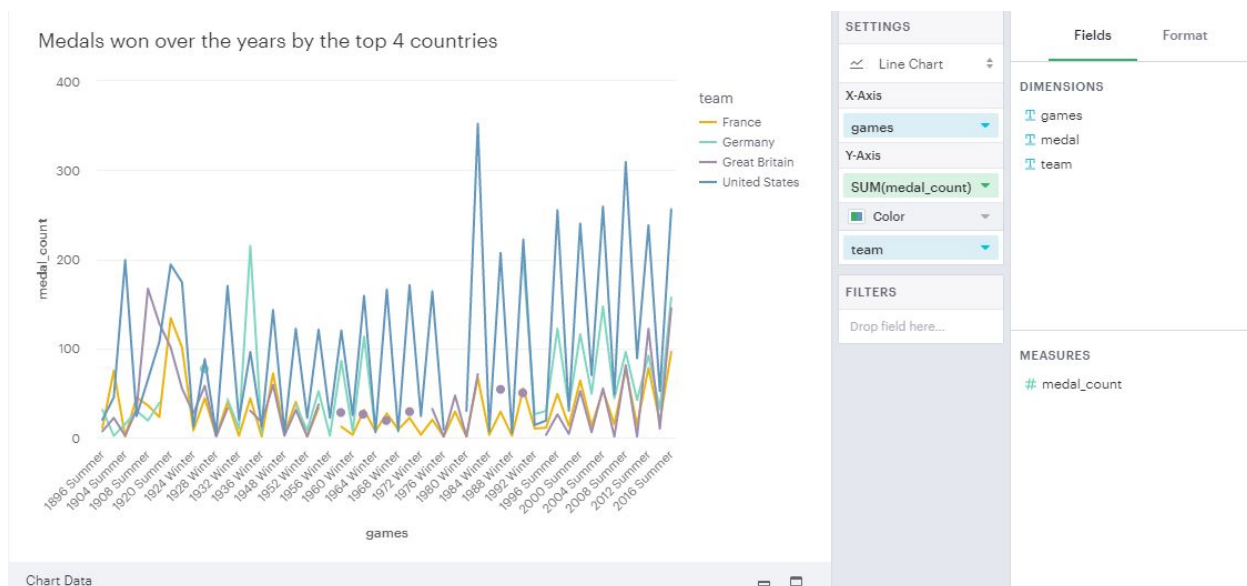 Medals won over the years by the top 4 countries
400
300
200
100
0
medal_count
1896 Summer
1904 Summer
1908 Summer
1920 Summer
1924 Winter
1928 Winter
1932 Winter
1936 Winter
1948 Winter
1952 Winter
1956 Winter
1960 Winter
1964 Winter
1968 Winter
1972 Winter
1976 Winter
1980 Winter
1984 Winter
1988 Winter
1992 Winter
1996 Summer
2000 Summer
2004 Summer
2008 Summer
2012 Summer
2016 Summer
games
team
France
Germany
Great Britain
United States
Chart Data
SETTINGS
Line Chart
X-Axis
games
Y-Axis
SUM(medal_count)
Color
team
FILTERS
Drop field here...
Fields Format
DIMENSIONS
games
medal
team
MEASURES
# medal_count